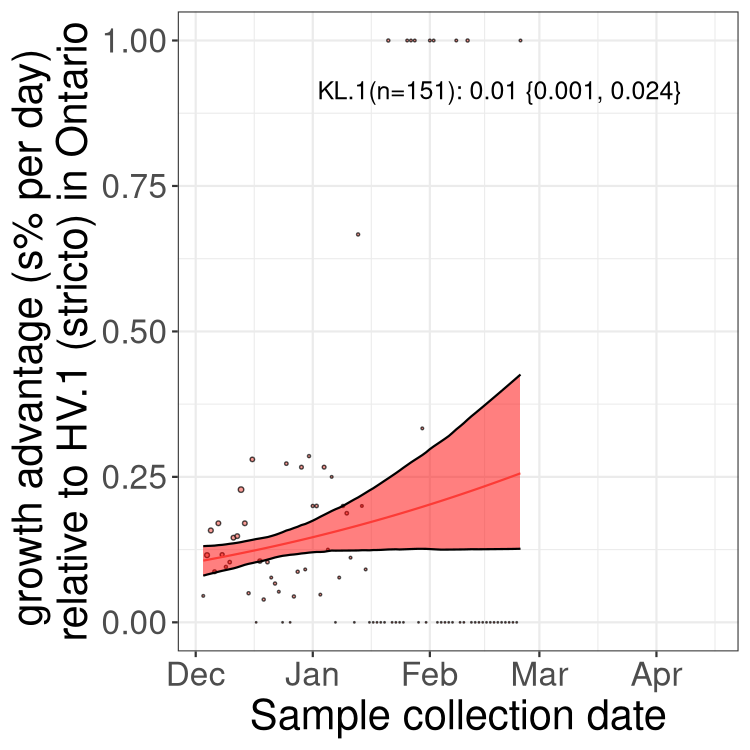 growth advantage (s% per day)
relative to HV.1 (stricto) in Ontario
1.00
0.75
0.50
0.25
0.00
KL.1(n=151): 0.01 {0.001, 0.024}
Dec Jan Feb Mar Apr
Sample collection date